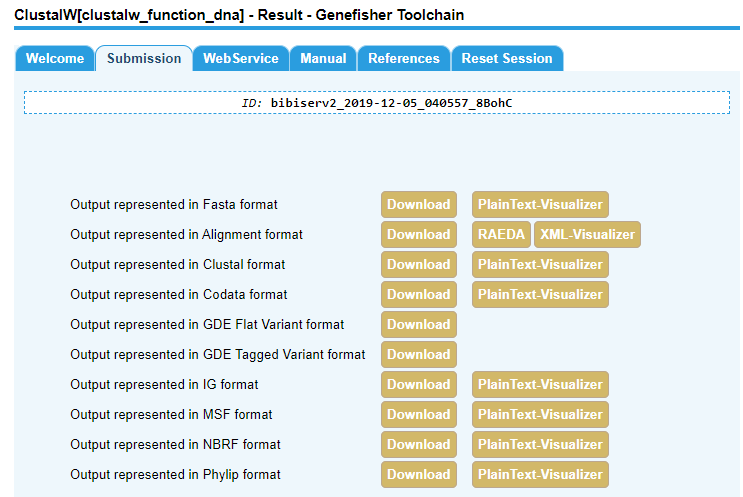 ClustalW[clustalw_function_dna] - Result - Genefisher Toolchain
Welcome Submission WebService Manual References Reset Session
ID: bibiserv2_2019-12-05_040557_8BohC
Output represented in Fasta format Download PlainText-Visualizer
Output represented in Alignment format Download RAEDA XML-Visualizer
Output represented in Clustal format Download PlainText-Visualizer
Output represented in Codata format Download PlainText-Visualizer
Output represented in GDE Flat Variant format Download
Output represented in GDE Tagged Variant format Download
Output represented in IG format Download PlainText-Visualizer
Output represented in MSF format Download PlainText-Visualizer
Output represented in NBRF format Download PlainText-Visualizer
Output represented in Phylip format Download PlainText-Visualizer